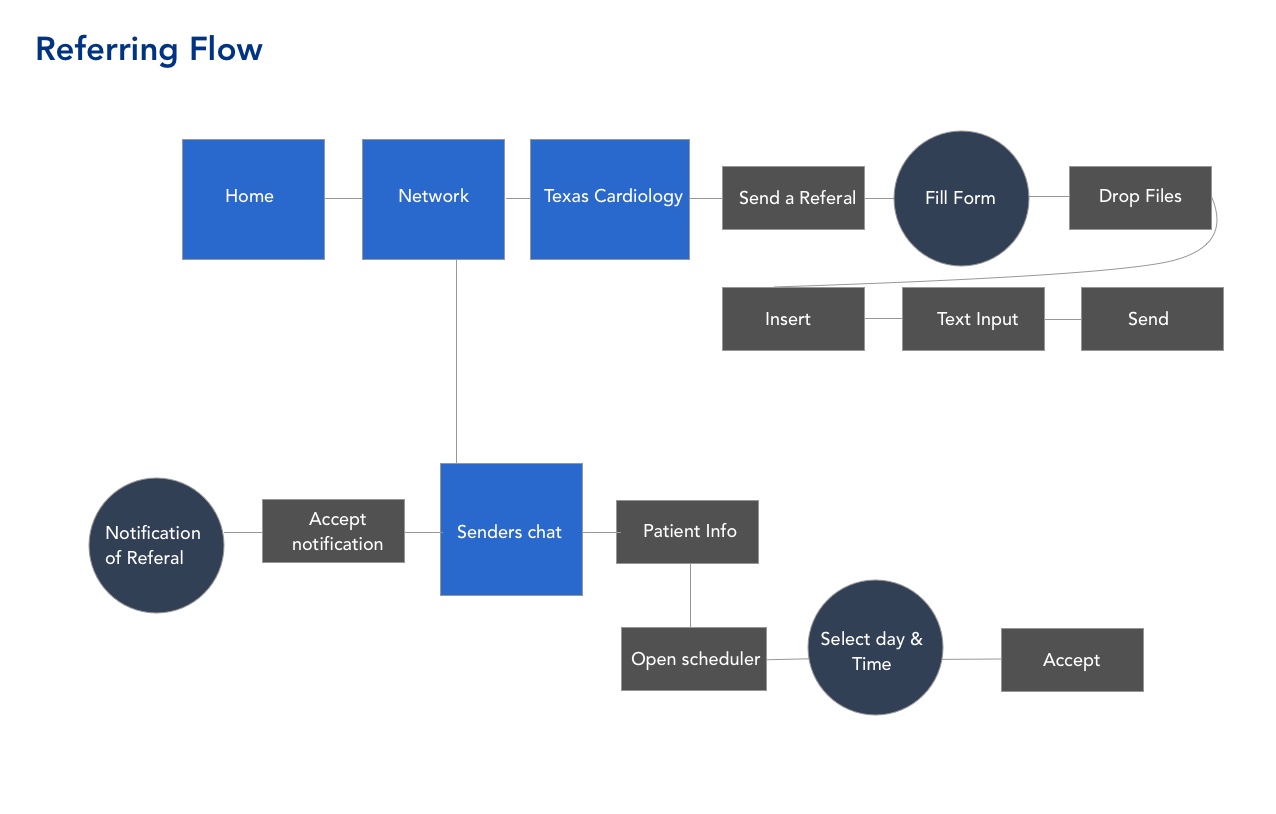 Referring Flow
Home
Network
Texas Cardiology
Send a Referal
Fill Form
Drop Files
Insert
Text Input
Send
Notification
of Referal
Accept
notification
Senders chat
Patient Info
Open scheduler
Select day &
Time
Accept